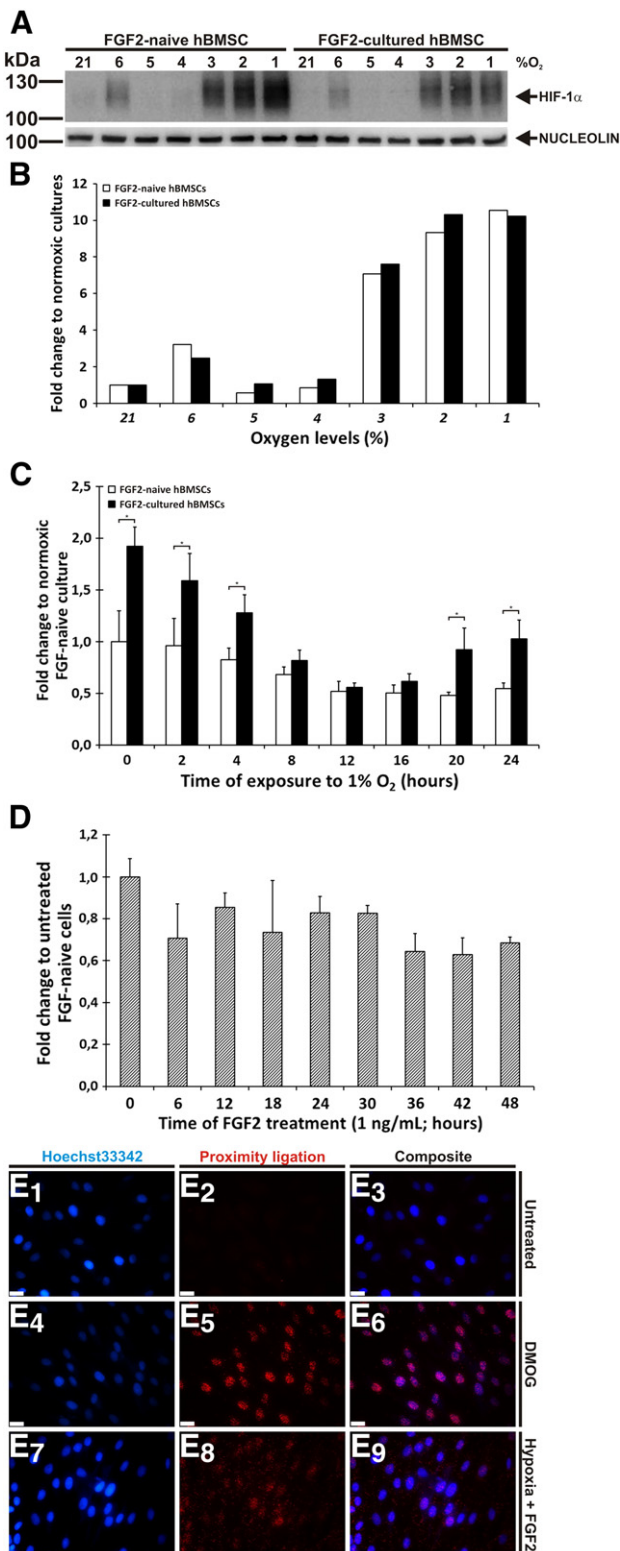 A
FGF2-naive hBMSC FGF2-cultured hBMSC
kDa 21 6 5 4 3 2 1 21 6 5 4 3 2 1 %O₂
130
HIF-1α
100
100 NUCLEOLIN
B
Fold change to normoxic cultures
12
10
8
6
4
2
0
FGF2-naive hBMSCs
FGF2-cultured hBMSCs
21 6 5 4 3 2 1
Oxygen levels (%)
C
Fold change to normoxic
FGF-naive culture
2,5
2,0
1,5
1,0
0,5
0,0
FGF2-naive hBMSCs
FGF2-cultured hBMSCs
* * * * *
0 2 4 8 12 16 20 24
Time of exposure to 1% O₂ (hours)
D
Fold change to untreated
FGF-naive cells
1,2
1,0
0,8
0,6
0,4
0,2
0,0
0 6 12 18 24 30 36 42 48
Time of FGF2 treatment (1 ng/mL; hours)
Hoechst33342 Proximity ligation Composite
E1 E2 E3 Untreated
E4 E5 E6 DMOG
E7 E8 E9 Hypoxia + FGF2